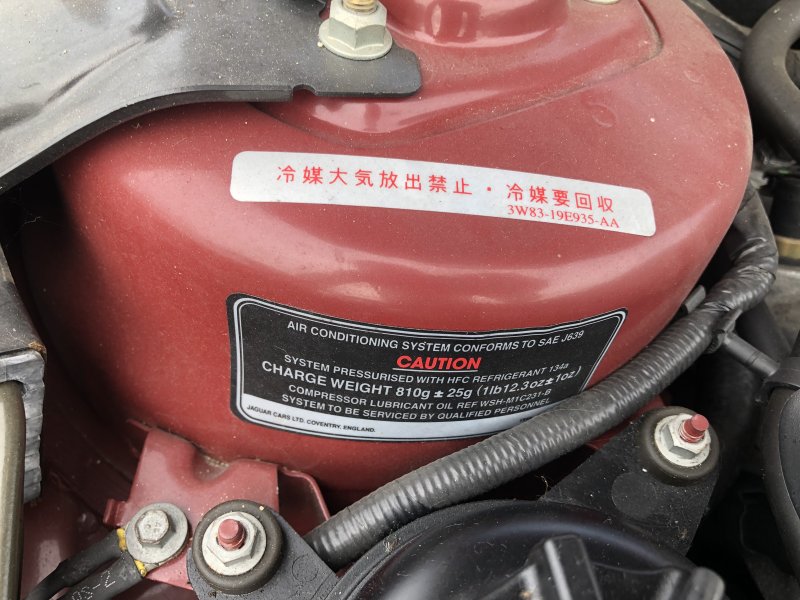 冷媒大気放出禁止・冷媒要回収
3W83-19E935-AA
AIR CONDITIONING SYSTEM CONFORMS TO SAE J639
CAUTION
SYSTEM PRESSURISED WITH HFC REFRIGERANT 134a
CHARGE WEIGHT 810g ± 25g (1lb12.3oz±1oz)
COMPRESSOR LUBRICANT OIL REF WSH-M1C231-B
SYSTEM TO BE SERVICED BY QUALIFIED PERSONNEL
JAGUAR CARS LTD. COVENTRY, ENGLAND.